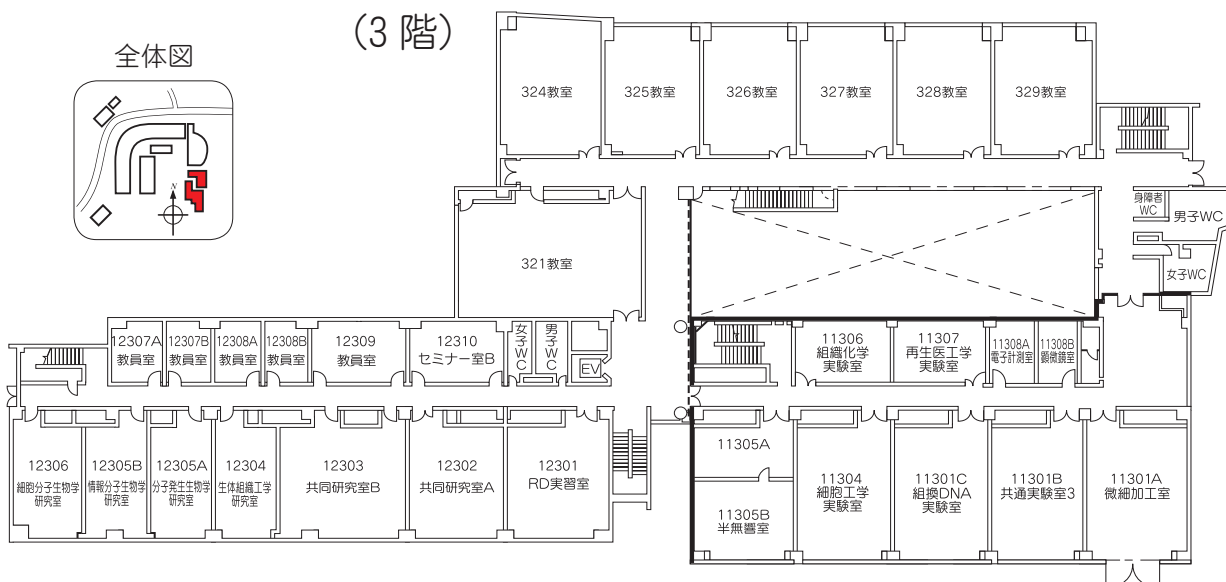 (3 階)
全体図
N
324教室
325教室
326教室
327教室
328教室
329教室
身障者
WC
男子WC
女子WC
321教室
12307A
教員室
12307B
教員室
12308A
教員室
12308B
教員室
12309
教員室
12310
セミナー室B
女子WC
男子WC
EV
11306
組織化学
実験室
11307
再生医工学
実験室
11308A
電子計測室
11308B
顕微鏡室
12306
細胞分子生物学
研究室
12305B
情報分子生物学
研究室
12305A
分子発生生物学
研究室
12304
生体組織工学
研究室
12303
共同研究室B
12302
共同研究室A
12301
RD実習室
11305A
11305B
半無響室
11304
細胞工学
実験室
11301C
組換DNA
実験室
11301B
共通実験室3
11301A
微細加工室